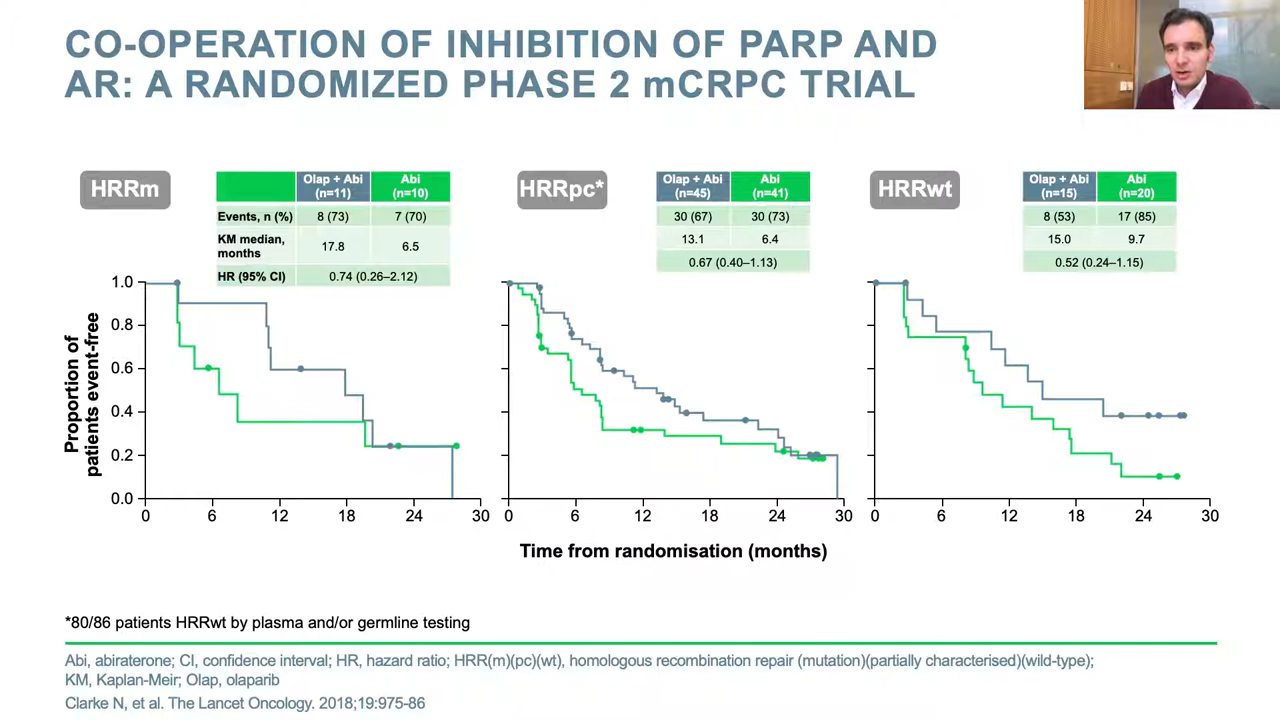 CO-OPERATION OF INHIBITION OF PARP AND
AR: A RANDOMIZED PHASE 2 mCRPC TRIAL
HRRm
Olap + Abi (n=11) Abi (n=10)
Events, n (%) 8 (73) 7 (70)
KM median, months 17.8 6.5
HR (95% CI) 0.74 (0.26–2.12)
HRRpc*
Olap + Abi (n=45) Abi (n=41)
30 (67) 30 (73)
13.1 6.4
0.67 (0.40–1.13)
HRRwt
Olap + Abi (n=15) Abi (n=20)
8 (53) 17 (85)
15.0 9.7
0.52 (0.24–1.15)
Proportion of
patients event-free
1.0
0.8
0.6
0.4
0.2
0.0
0 6 12 18 24 30
0 6 12 18 24 30
0 6 12 18 24 30
Time from randomisation (months)
*80/86 patients HRRwt by plasma and/or germline testing
Abi, abiraterone; CI, confidence interval; HR, hazard ratio; HRR(m)(pc)(wt), homologous recombination repair (mutation)(partially characterised)(wild-type);
KM, Kaplan-Meir; Olap, olaparib
Clarke N, et al. The Lancet Oncology. 2018;19:975-86